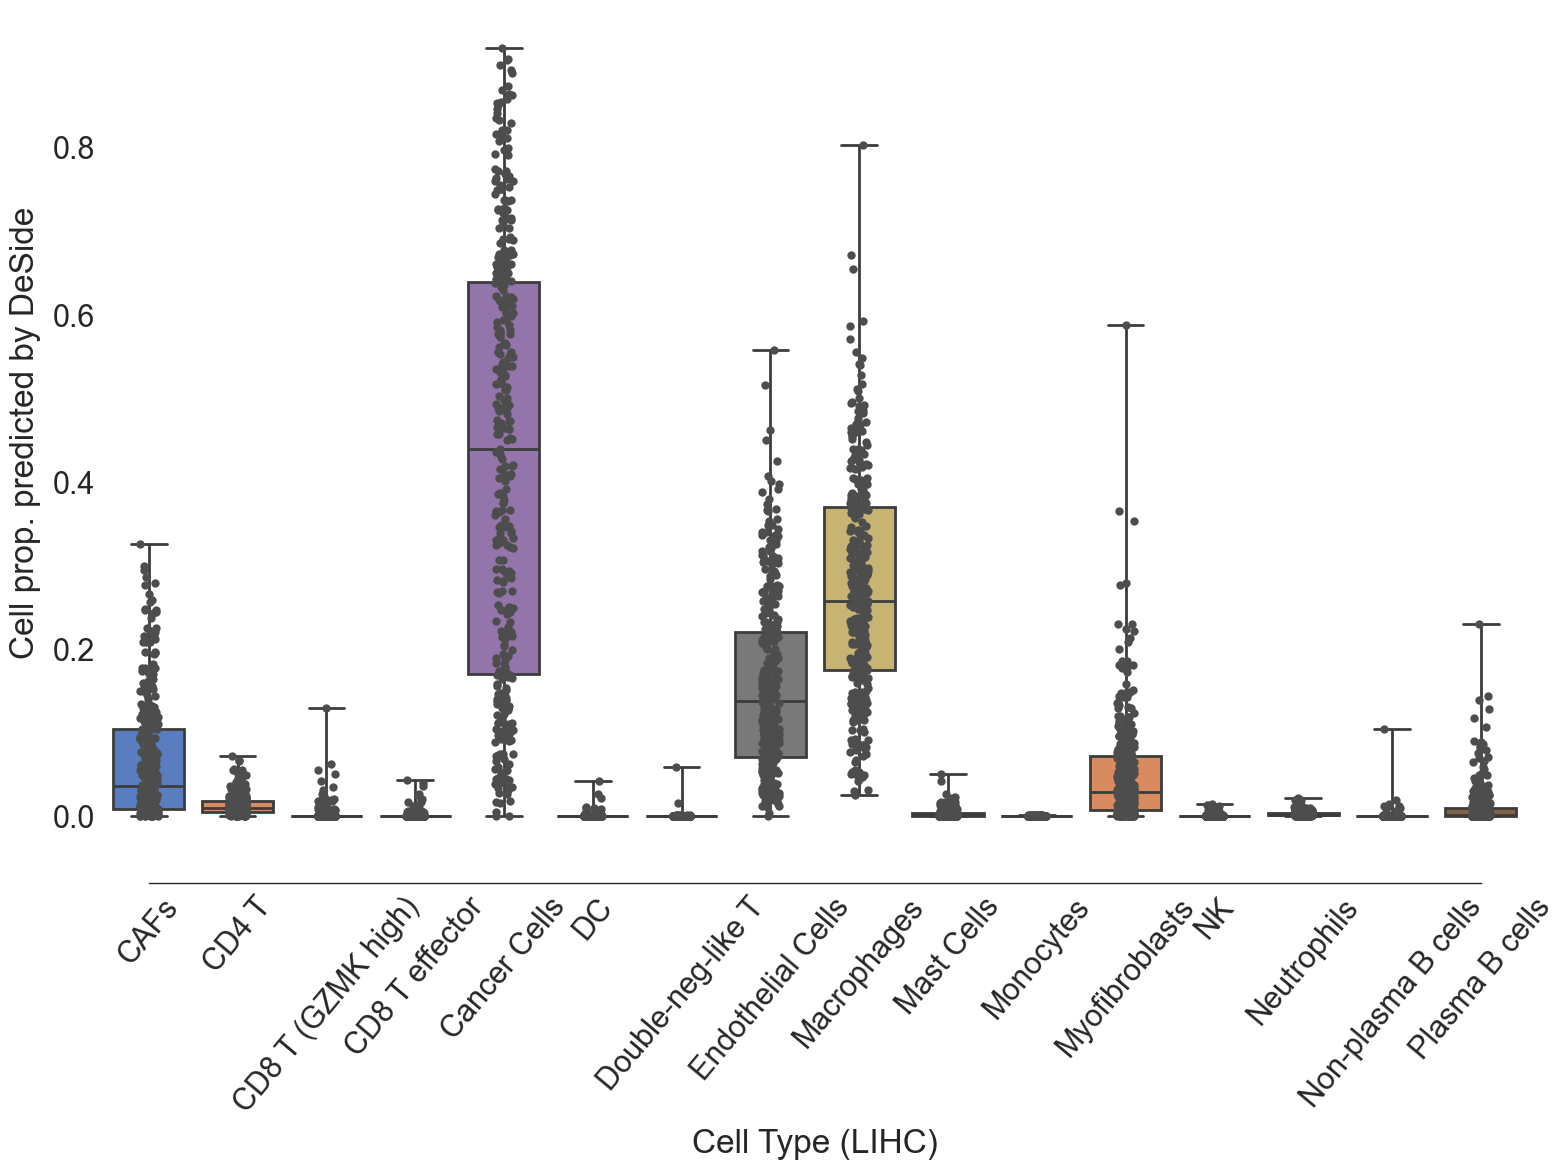 Cell prop. predicted by DeSide
0.8
0.6
0.4
0.2
0.0
CAFs
CD4 T
CD8 T (GZMK high)
CD8 T effector
Cancer Cells
DC
Double-neg-like T
Endothelial Cells
Macrophages
Mast Cells
Monocytes
Myofibroblasts
NK
Neutrophils
Non-plasma B cells
Plasma B cells
Cell Type (LIHC)